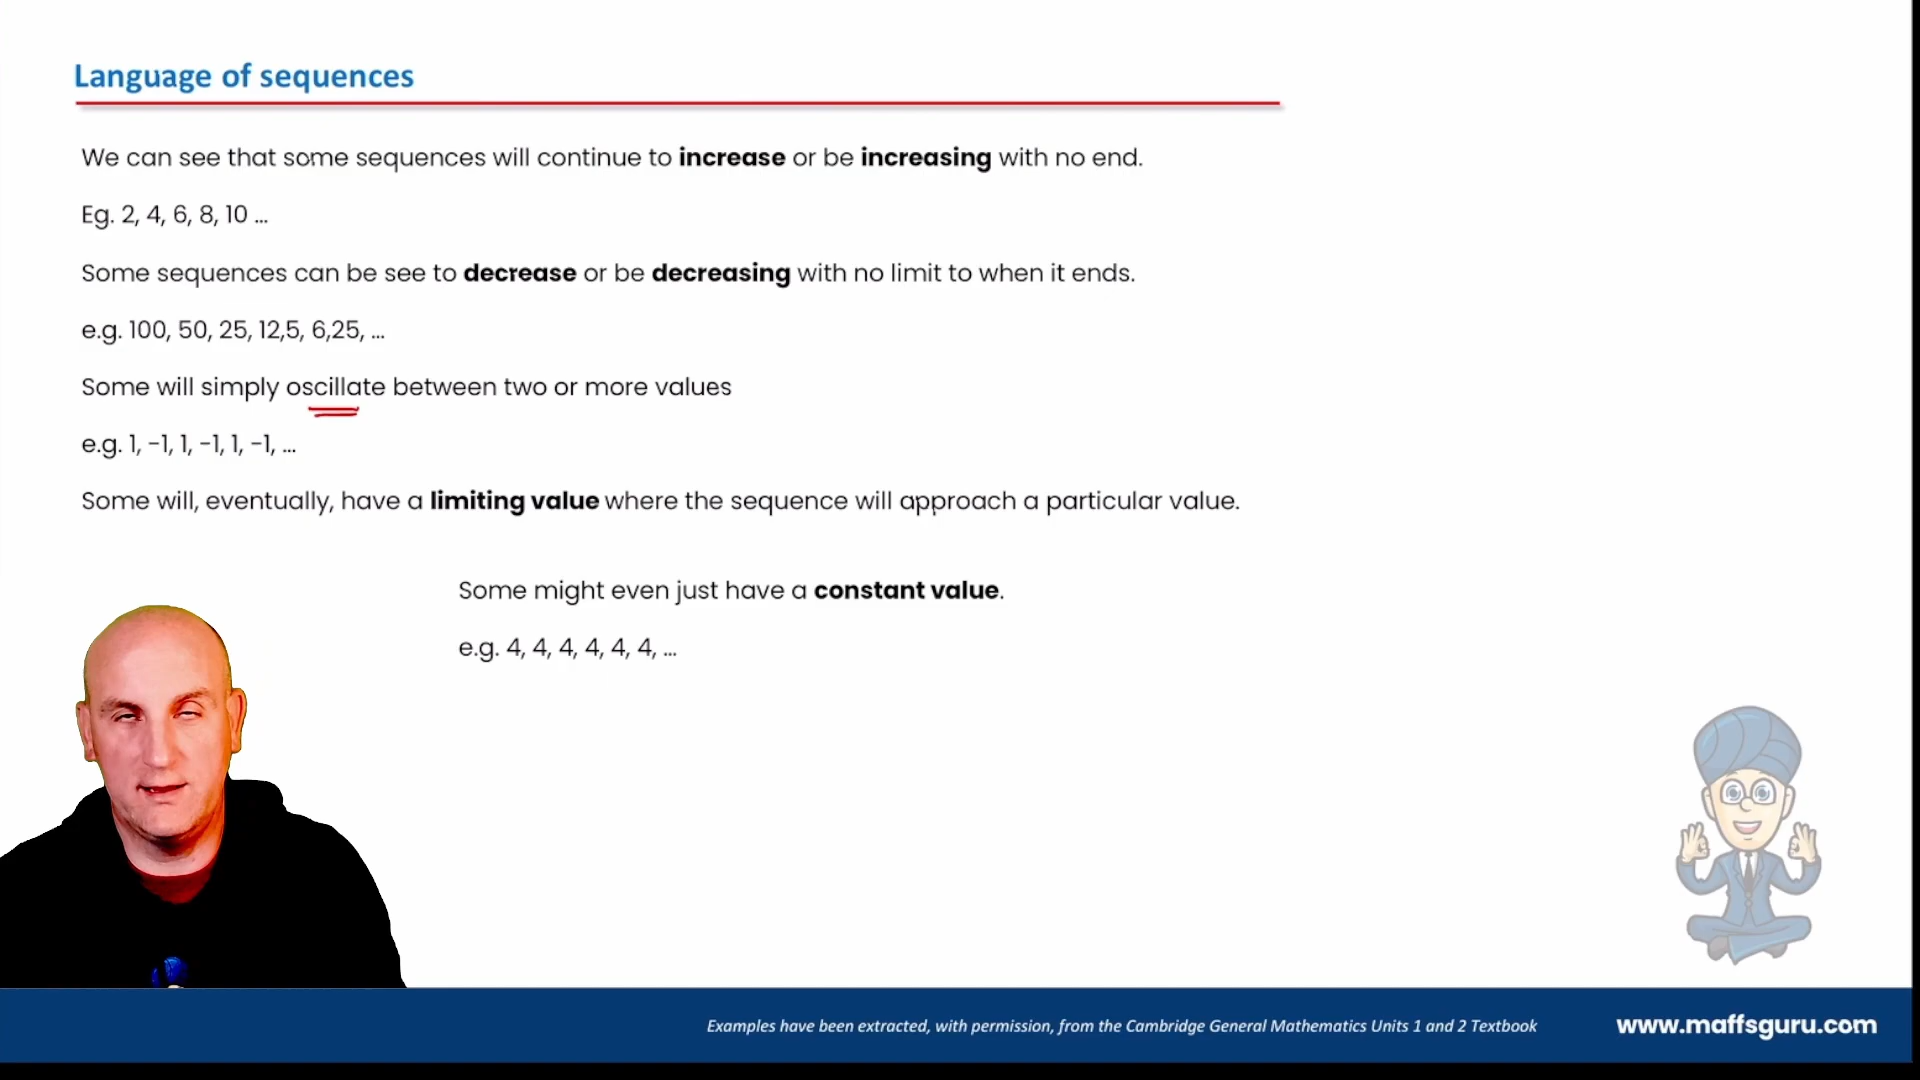 Language of sequences
We can see that some sequences will continue to increase or be increasing with no end.
Eg. 2, 4, 6, 8, 10 ...
Some sequences can be see to decrease or be decreasing with no limit to when it ends.
e.g. 100, 50, 25, 12,5, 6,25, ...
Some will simply oscillate between two or more values
e.g. 1, -1, 1, -1, 1, -1, ...
Some will, eventually, have a limiting value where the sequence will approach a particular value.
Some might even just have a constant value.
e.g. 4, 4, 4, 4, 4, 4, ...
Examples have been extracted, with permission, from the Cambridge General Mathematics Units 1 and 2 Textbook
www.maffsguru.com